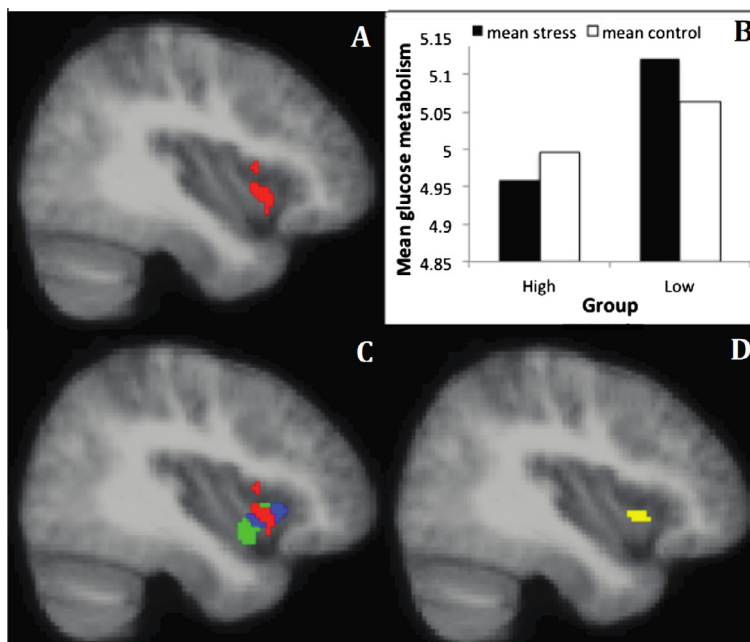 A
B
■ mean stress □ mean control
Mean glucose metabolism
5.15
5.1
5.05
5
4.95
4.9
4.85
High
Low
Group
C
D